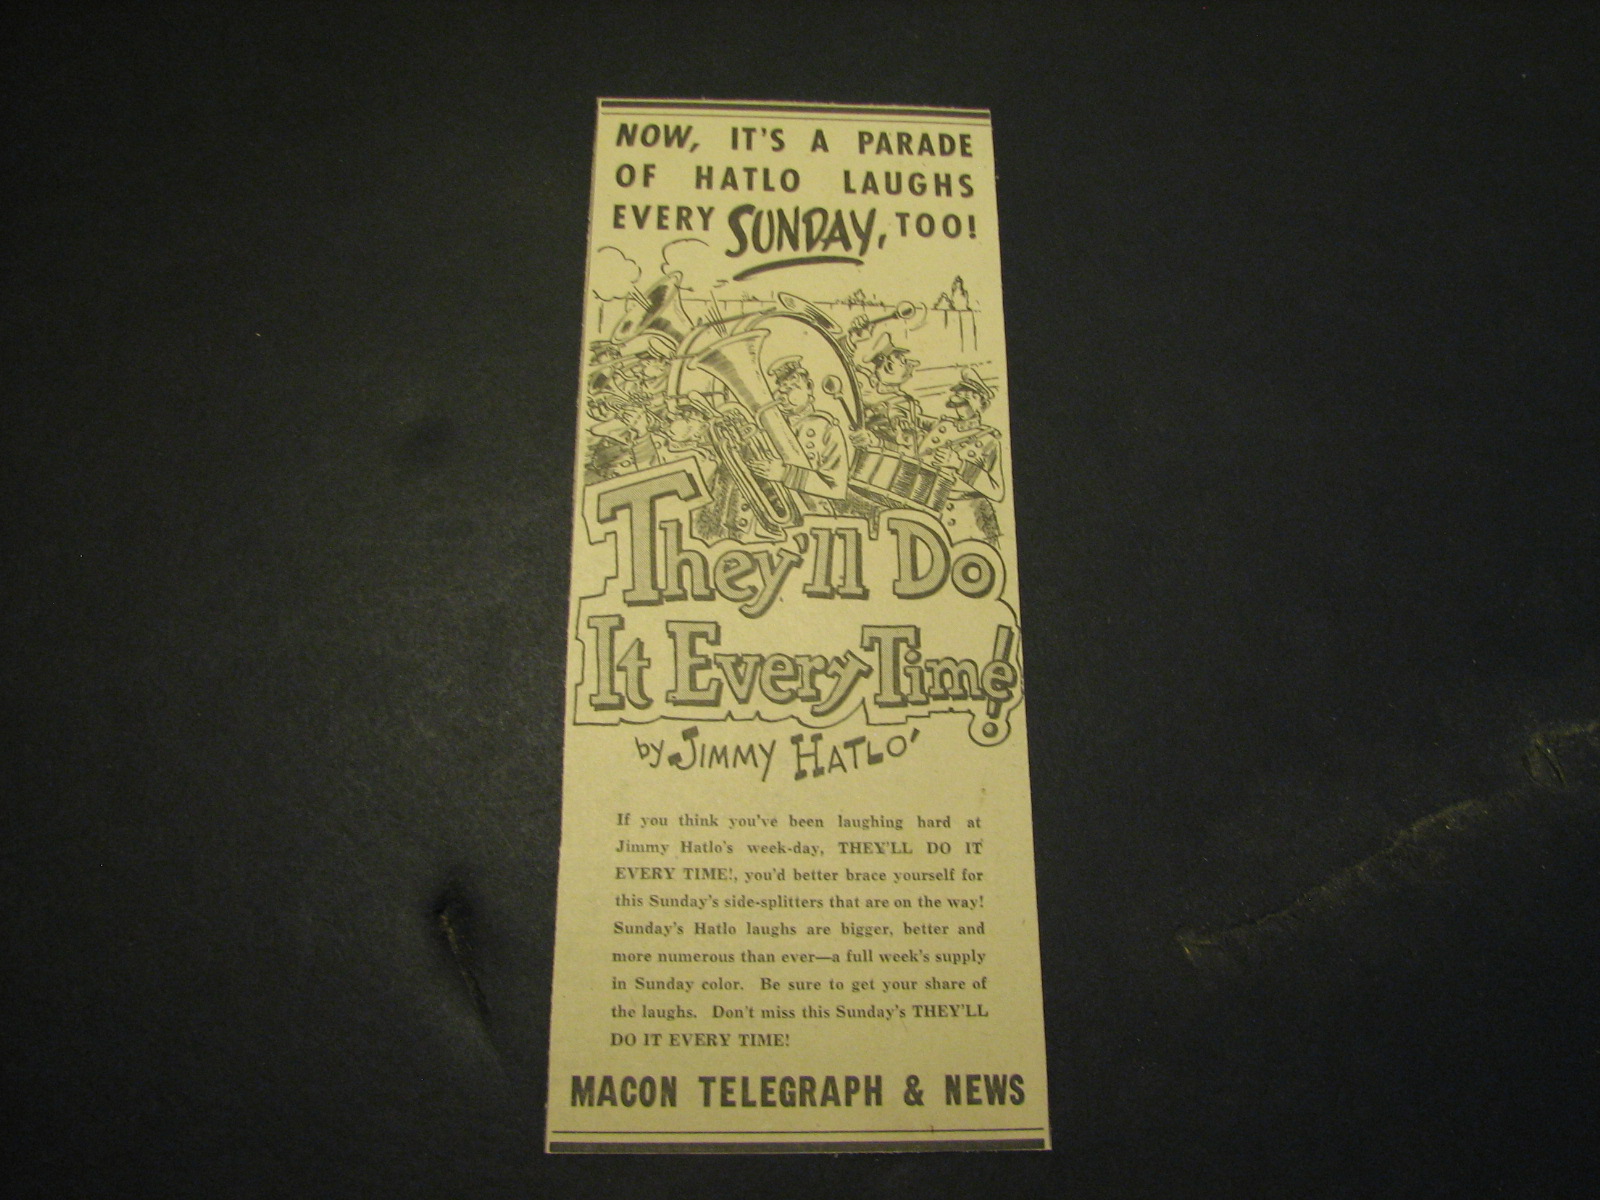 NOW, IT'S A PARADE
OF HATLO LAUGHS
EVERY SUNDAY, TOO!
They'll Do
It Every Time!
by JIMMY HATLO
If you think you've been laughing hard at
Jimmy Hatlo's week-day, THEY'LL DO IT
EVERY TIME!, you'd better brace yourself for
this Sunday's side-splitters that are on the way!
Sunday's Hatlo laughs are bigger, better and
more numerous than ever—a full week's supply
in Sunday color. Be sure to get your share of
the laughs. Don't miss this Sunday's THEY'LL
DO IT EVERY TIME!
MACON TELEGRAPH & NEWS